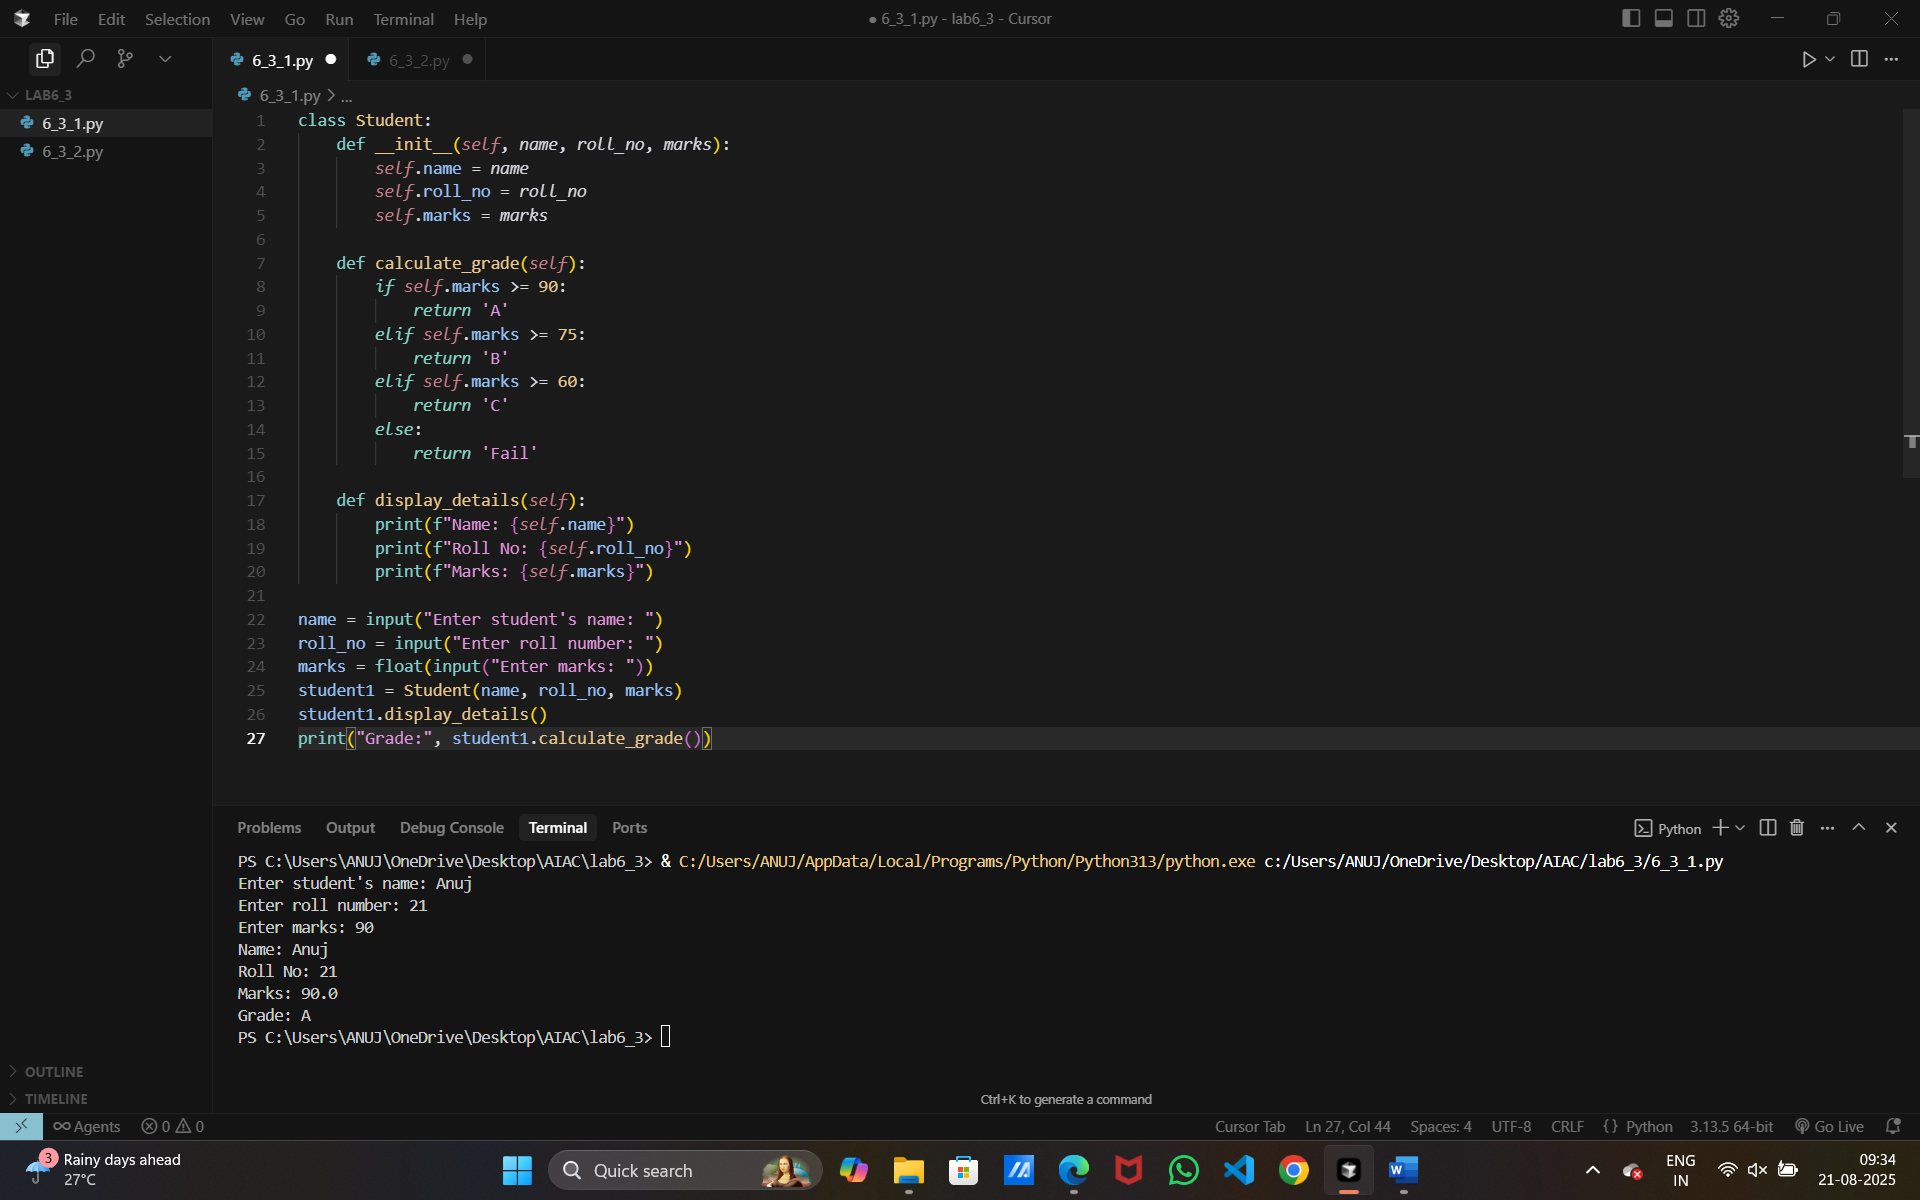 File Edit Selection View Go Run Terminal Help
● 6_3_1.py - lab6_3 - Cursor
6_3_1.py
6_3_2.py
LAB6_3
6_3_1.py
6_3_2.py
6_3_1.py > ...
1 class Student:
2     def __init__(self, name, roll_no, marks):
3         self.name = name
4         self.roll_no = roll_no
5         self.marks = marks
6
7     def calculate_grade(self):
8         if self.marks >= 90:
9             return 'A'
10         elif self.marks >= 75:
11             return 'B'
12         elif self.marks >= 60:
13             return 'C'
14         else:
15             return 'Fail'
16
17     def display_details(self):
18         print(f"Name: {self.name}")
19         print(f"Roll No: {self.roll_no}")
20         print(f"Marks: {self.marks}")
21
22 name = input("Enter student's name: ")
23 roll_no = input("Enter roll number: ")
24 marks = float(input("Enter marks: "))
25 student1 = Student(name, roll_no, marks)
26 student1.display_details()
27 print("Grade:", student1.calculate_grade())
Problems Output Debug Console Terminal Ports
Python
PS C:\Users\ANUJ\OneDrive\Desktop\AIAC\lab6_3> & C:/Users/ANUJ/AppData/Local/Programs/Python/Python313/python.exe c:/Users/ANUJ/OneDrive/Desktop/AIAC/lab6_3/6_3_1.py
Enter student's name: Anuj
Enter roll number: 21
Enter marks: 90
Name: Anuj
Roll No: 21
Marks: 90.0
Grade: A
PS C:\Users\ANUJ\OneDrive\Desktop\AIAC\lab6_3>
OUTLINE
TIMELINE
Ctrl+K to generate a command
Agents 0 0
Cursor Tab Ln 27, Col 44 Spaces: 4 UTF-8 CRLF {} Python 3.13.5 64-bit Go Live
3
Rainy days ahead
27°C
Quick search
W
ENG
IN
09:34
21-08-2025